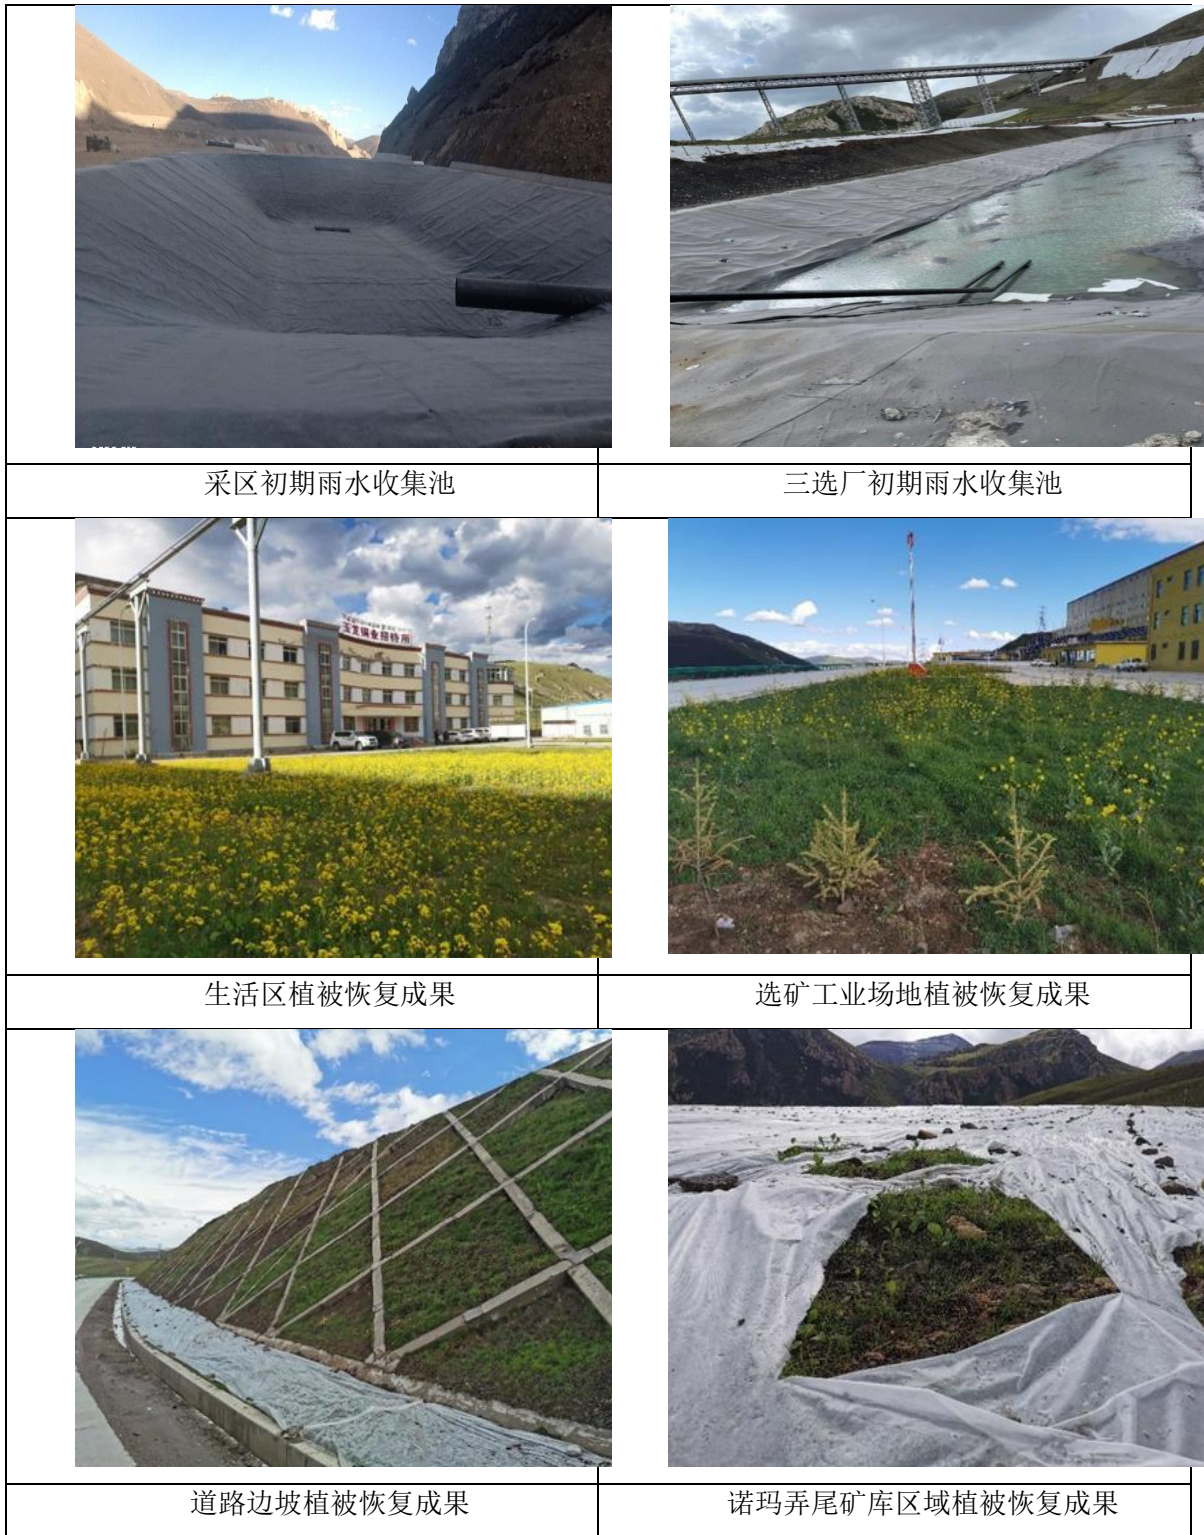 采区初期雨水收集池
三选厂初期雨水收集池
玉龙铜业招待所
生活区植被恢复成果
选矿工业场地植被恢复成果
道路边坡植被恢复成果
诺玛弄尾矿库区域植被恢复成果